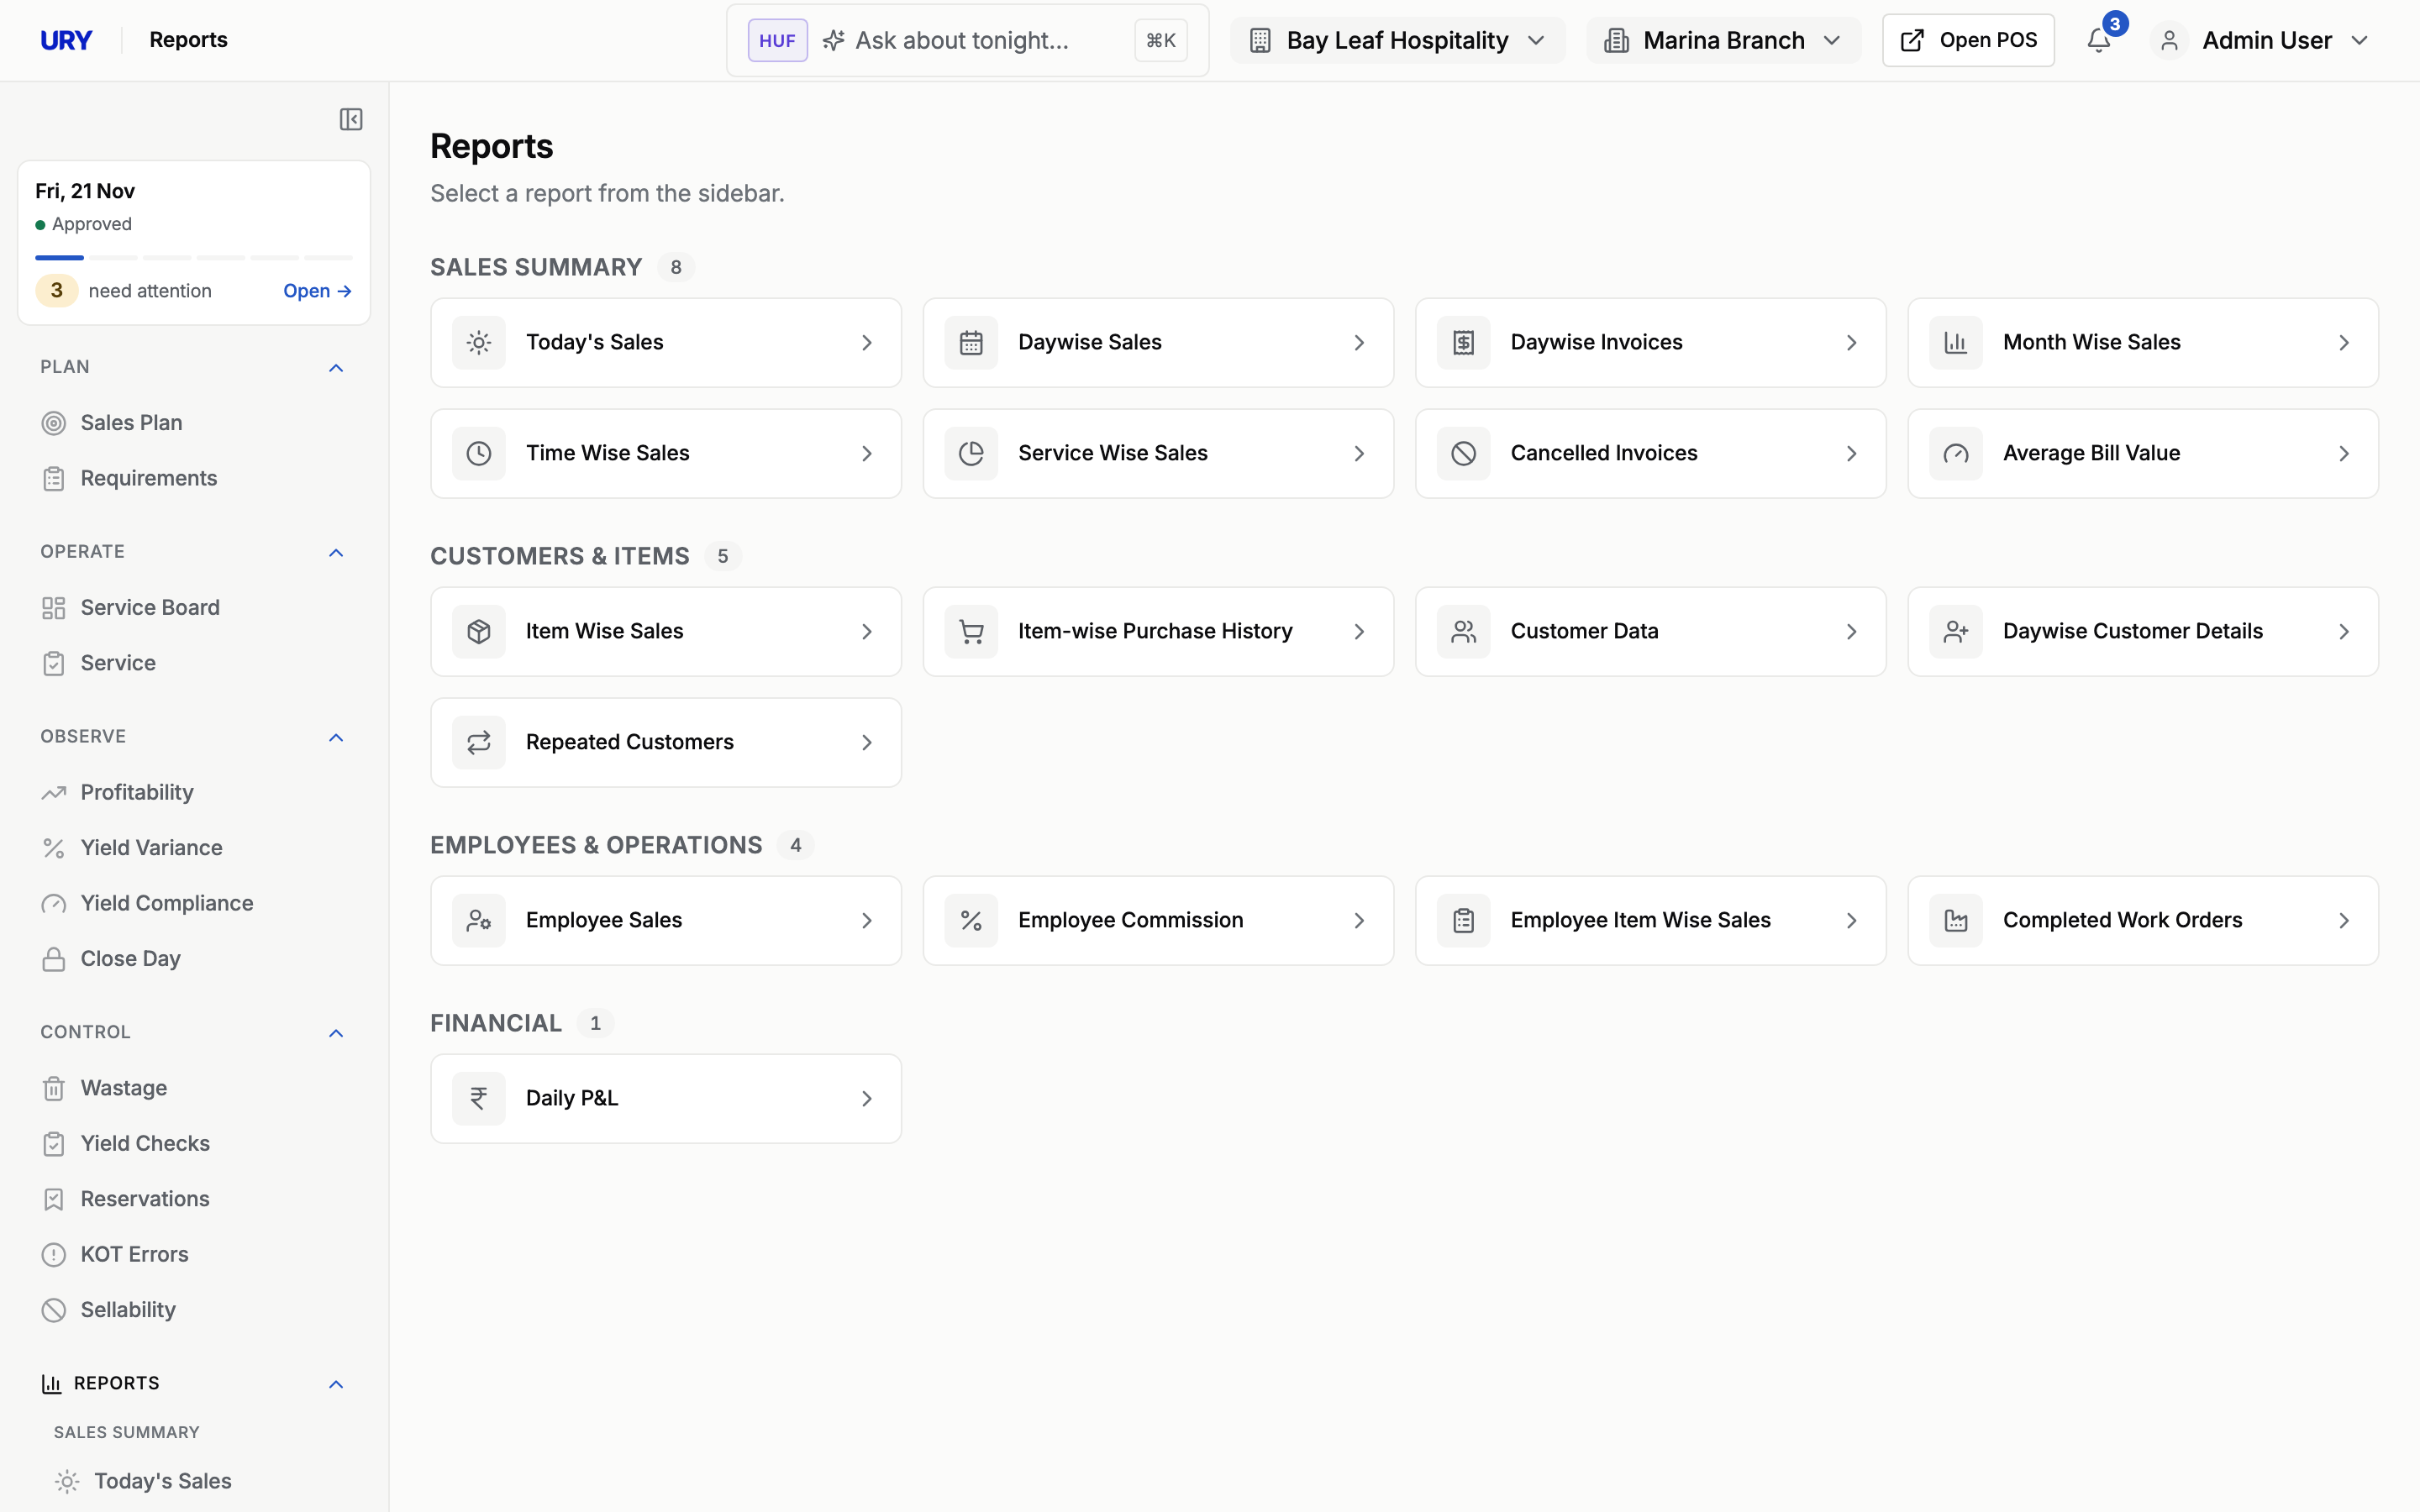 URY
Reports
HUF
Ask about tonight...
⌘K
Bay Leaf Hospitality
Marina Branch
Open POS
3
Admin User
Fri, 21 Nov
Approved
3 need attention
Open →
PLAN
Sales Plan
Requirements
OPERATE
Service Board
Service
OBSERVE
Profitability
Yield Variance
Yield Compliance
Close Day
CONTROL
Wastage
Yield Checks
Reservations
KOT Errors
Sellability
REPORTS
SALES SUMMARY
Today's Sales
Reports
Select a report from the sidebar.
SALES SUMMARY 8
Today's Sales
Daywise Sales
Daywise Invoices
Month Wise Sales
Time Wise Sales
Service Wise Sales
Cancelled Invoices
Average Bill Value
CUSTOMERS & ITEMS 5
Item Wise Sales
Item-wise Purchase History
Customer Data
Daywise Customer Details
Repeated Customers
EMPLOYEES & OPERATIONS 4
Employee Sales
Employee Commission
Employee Item Wise Sales
Completed Work Orders
FINANCIAL 1
Daily P&L